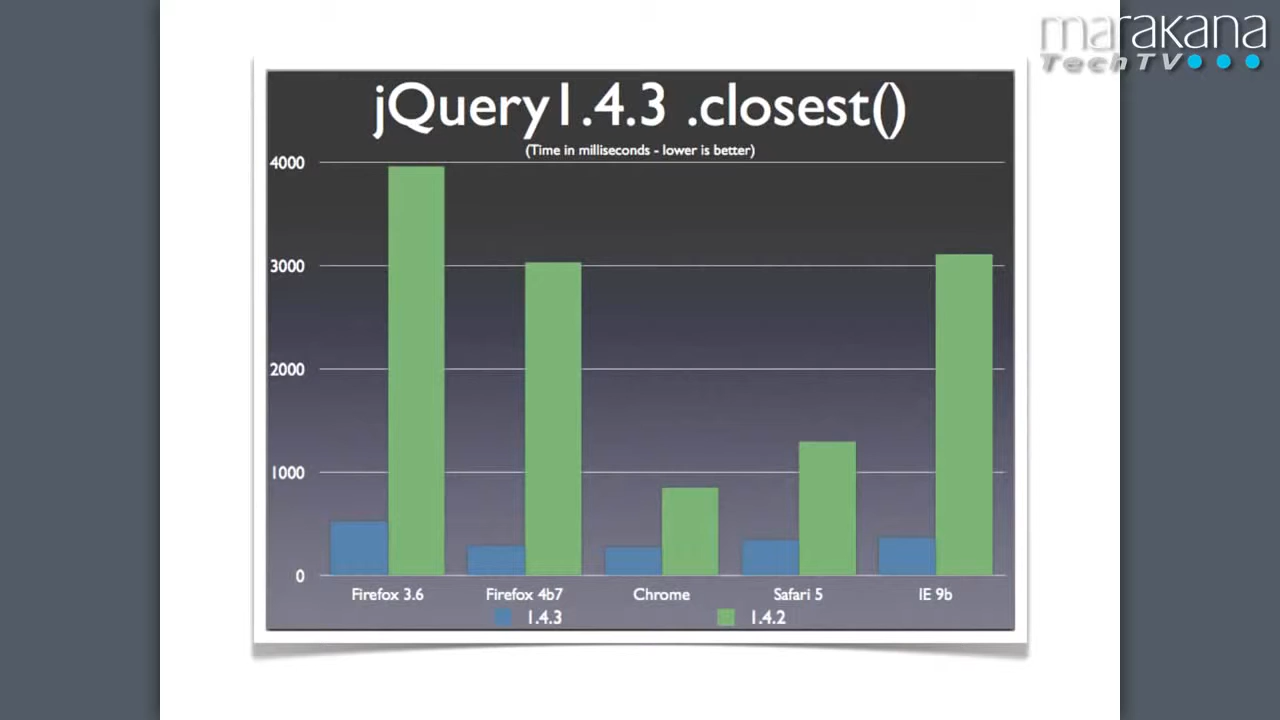 marakana
TechTV
jQuery1.4.3 .closest()
(Time in milliseconds - lower is better)
4000
3000
2000
1000
0
Firefox 3.6 Firefox 4b7 Chrome Safari 5 IE 9b
1.4.3 1.4.2